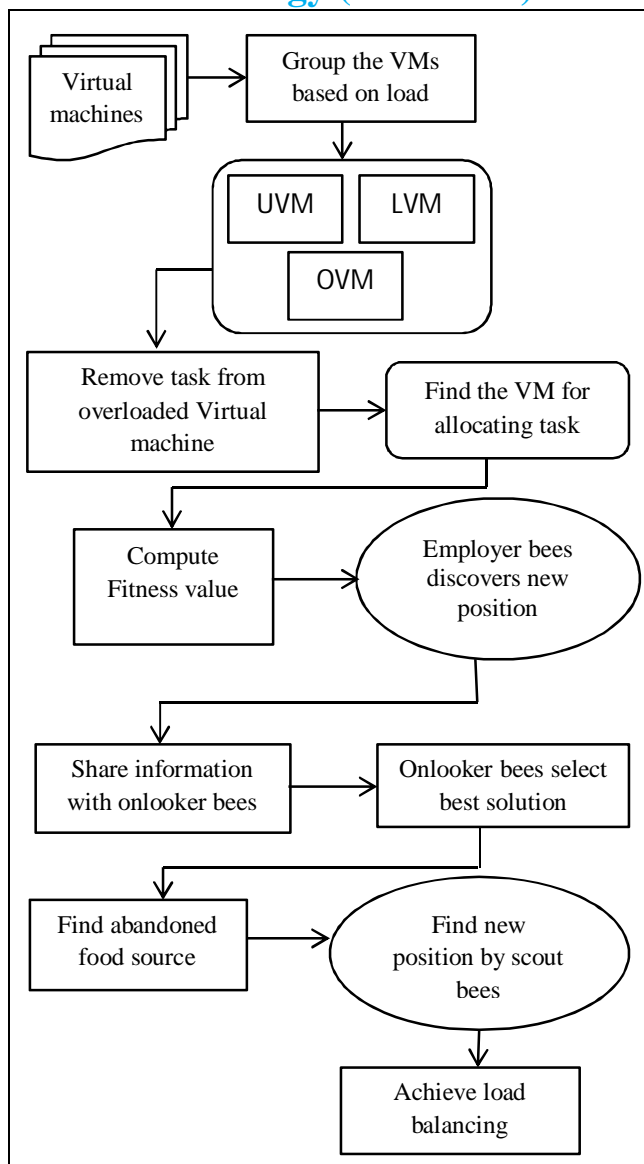 Virtual
machines
Group the VMs
based on load
UVM
LVM
OVM
Remove task from
overloaded Virtual
machine
Find the VM for
allocating task
Compute
Fitness value
Employer bees
discovers new
position
Share information
with onlooker bees
Onlooker bees select
best solution
Find abandoned
food source
Find new
position by scout
bees
Achieve load
balancing